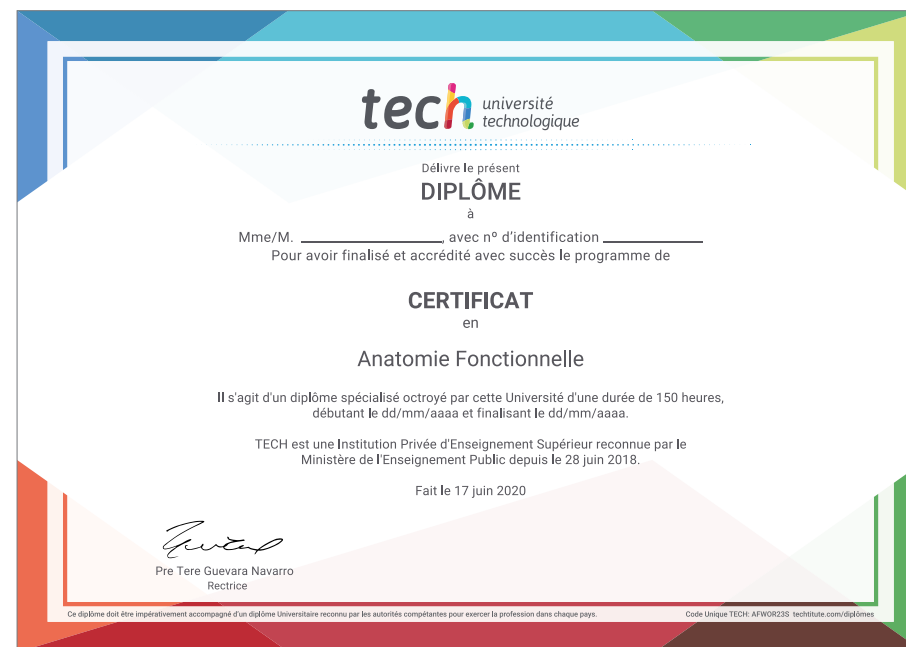 tech université
technologique
Délivre le présent
DIPLÔME
à
Mme/M. ____________________, avec nº d'identification ______________
Pour avoir finalisé et accrédité avec succès le programme de
CERTIFICAT
en
Anatomie Fonctionnelle
Il s'agit d'un diplôme spécialisé octroyé par cette Université d'une durée de 150 heures,
débutant le dd/mm/aaaa et finalisant le dd/mm/aaaa.
TECH est une Institution Privée d'Enseignement Supérieur reconnue par le
Ministère de l'Enseignement Public depuis le 28 juin 2018.
Fait le 17 juin 2020
Pre Tere Guevara Navarro
Rectrice
Ce diplôme doit être impérativement accompagné d'un diplôme Universitaire reconnu par les autorités compétentes pour exercer la profession dans chaque pays.
Code Unique TECH: AFWOR23S techtitute.com/diplômes